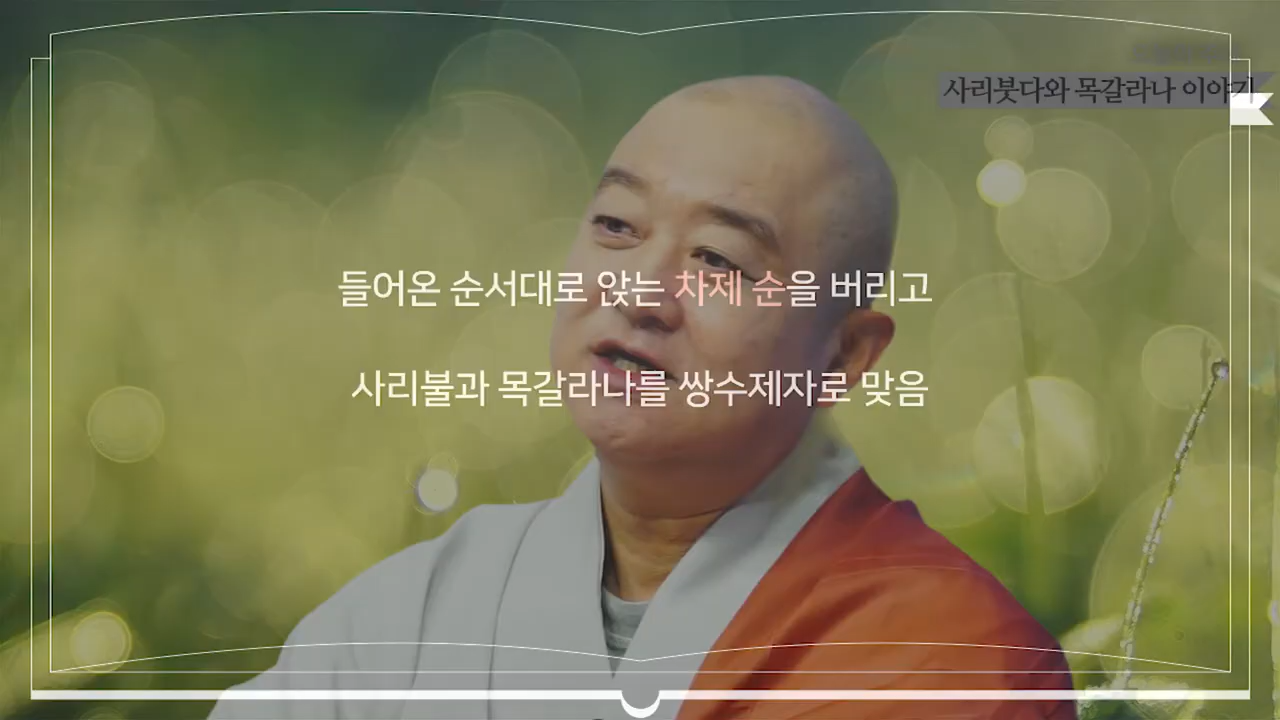 사리붓다와 목갈라나 이야기
들어온 순서대로 앉는 차제 순을 버리고
사리불과 목갈라나를 쌍수제자로 맞음